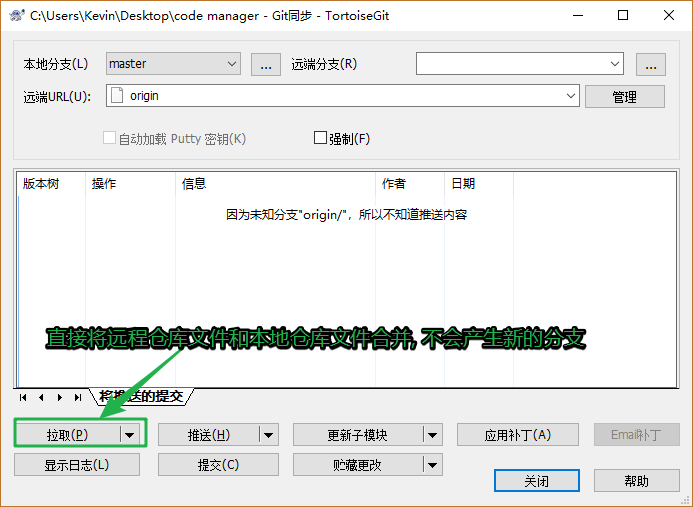 C:\Users\Kevin\Desktop\code manager - Git同步 - TortoiseGit
本地分支(L) master ... 远端分支(R) ...
远端URL(U): origin 管理
自动加载 Putty 密钥(K) 强制(F)
版本树 操作 信息 作者 日期
因为未知分支"origin/"，所以不知道推送内容
直接将远程仓库文件和本地仓库文件合并, 不会产生新的分支
将推送的提交
拉取(P) 推送(H) 更新子模块 应用补丁(A) Email补丁
显示日志(L) 提交(C) 贮藏更改
关闭 帮助